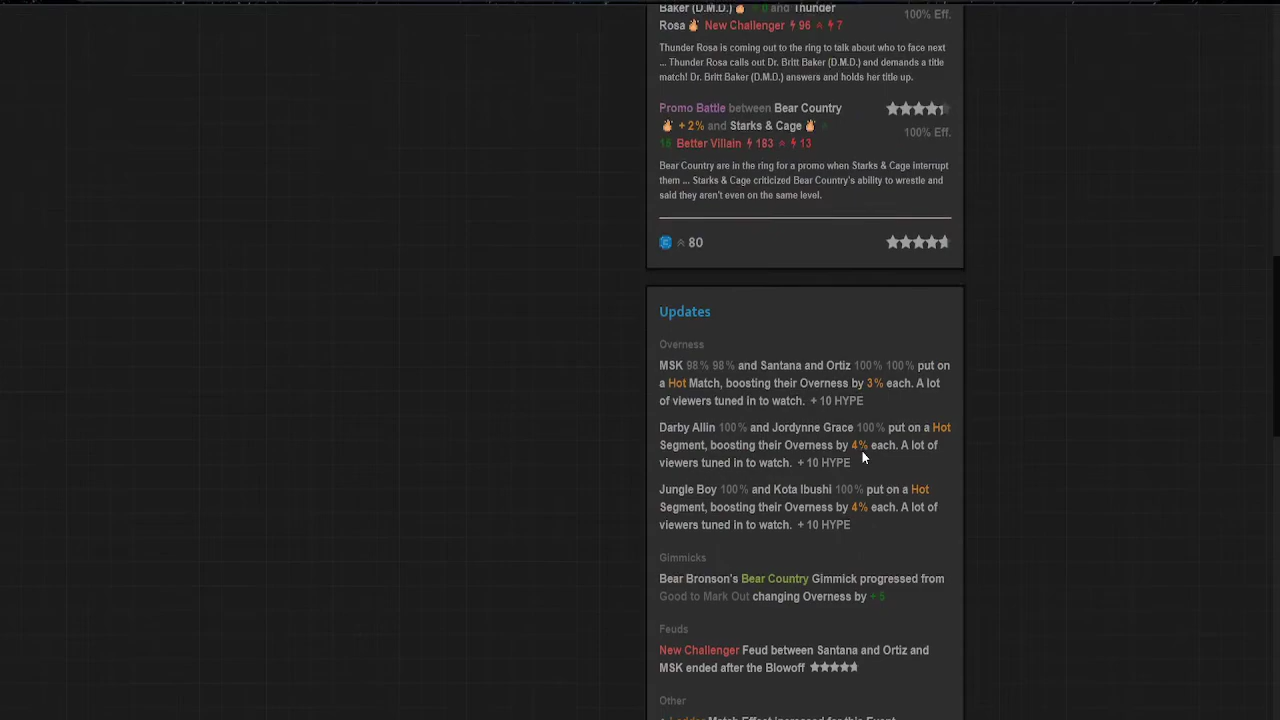 Baker (D.M.D.) 0 and Thunder
Rosa New Challenger 96 7
100% Eff.
Thunder Rosa is coming out to the ring to talk about who to face next
... Thunder Rosa calls out Dr. Britt Baker (D.M.D.) and demands a title
match! Dr. Britt Baker (D.M.D.) answers and holds her title up.
Promo Battle between Bear Country
+ 2% and Starks & Cage
100% Eff.
Better Villain 183 13
Bear Country are in the ring for a promo when Starks & Cage interrupt
them ... Starks & Cage criticized Bear Country's ability to wrestle and
said they aren't even on the same level.
80
Updates
Overness
MSK 98% 98% and Santana and Ortiz 100% 100% put on
a Hot Match, boosting their Overness by 3% each. A lot
of viewers tuned in to watch. + 10 HYPE
Darby Allin 100% and Jordynne Grace 100% put on a Hot
Segment, boosting their Overness by 4% each. A lot of
viewers tuned in to watch. + 10 HYPE
Jungle Boy 100% and Kota Ibushi 100% put on a Hot
Segment, boosting their Overness by 4% each. A lot of
viewers tuned in to watch. + 10 HYPE
Gimmicks
Bear Bronson's Bear Country Gimmick progressed from
Good to Mark Out changing Overness by + 5
Feuds
New Challenger Feud between Santana and Ortiz and
MSK ended after the Blowoff
Other
Ladder Match Effect increased for this Event